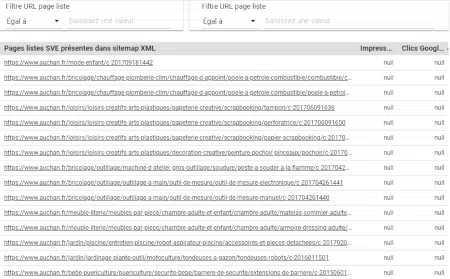 Filtre URL page liste
Filtre URL page liste
Égal à Saisissez une valeur
Égal à Saisissez une valeur
Pages listes SVE présentes dans sitemap XML Impress... Clics Googl...
https://www.auchan.fr/mode-enfant/c-201709181442 null null
https://www.auchan.fr/bricolage/chauffage-plomberie-clim/chauffage-d-appoint/poele-a-petrole-combustible/combustible/c... null null
https://www.auchan.fr/bricolage/chauffage-plomberie-clim/chauffage-d-appoint/poele-a-petrole-combustible/poele-a-petrol... null null
https://www.auchan.fr/loisirs/loisirs-creatifs-arts-plastiques/papeterie-creative/scrapbooking/tampon/c-201706091636 null null
https://www.auchan.fr/loisirs/loisirs-creatifs-arts-plastiques/papeterie-creative/scrapbooking/perforatrice/c-201706091650 null null
https://www.auchan.fr/loisirs/loisirs-creatifs-arts-plastiques/papeterie-creative/scrapbooking/papier-scrapbooking/c-20170... null null
https://www.auchan.fr/loisirs/loisirs-creatifs-arts-plastiques/decoration-creative/peinture-pochoir-pinceaux/pochoir/c-20170... null null
https://www.auchan.fr/bricolage/outillage/machine-d-atelier-gros-outillage/soudure/poste-a-souder-a-la-flamme/c-2017042... null null
https://www.auchan.fr/bricolage/outillage/outillage-a-main/outil-de-mesure/outil-de-mesure-electronique/c-201704261441 null null
https://www.auchan.fr/bricolage/outillage/outillage-a-main/outil-de-mesure/outil-de-mesure-manuel/c-201704261440 null null
https://www.auchan.fr/meuble-literie/meubles-par-piece/chambre-adulte-et-enfant/chambre-adulte/matelas-sommier-adulte... null null
https://www.auchan.fr/meuble-literie/meubles-par-piece/chambre-adulte-et-enfant/chambre-adulte/armoire-dressing-adulte/... null null
https://www.auchan.fr/jardin/piscine/entretien-piscine/robot-aspirateur-piscine/accessoires-et-pieces-detachees/c-2017020... null null
https://www.auchan.fr/jardin/jardinage-plante-outil/motoculture/tondeuses-a-gazon/tondeuses-robots/c-2016011501 null null
https://www.auchan.fr/bebe-puericulture/puericulture/securite-bebe/barriere-de-securite/extensions-de-barriere/c-20150601... null null